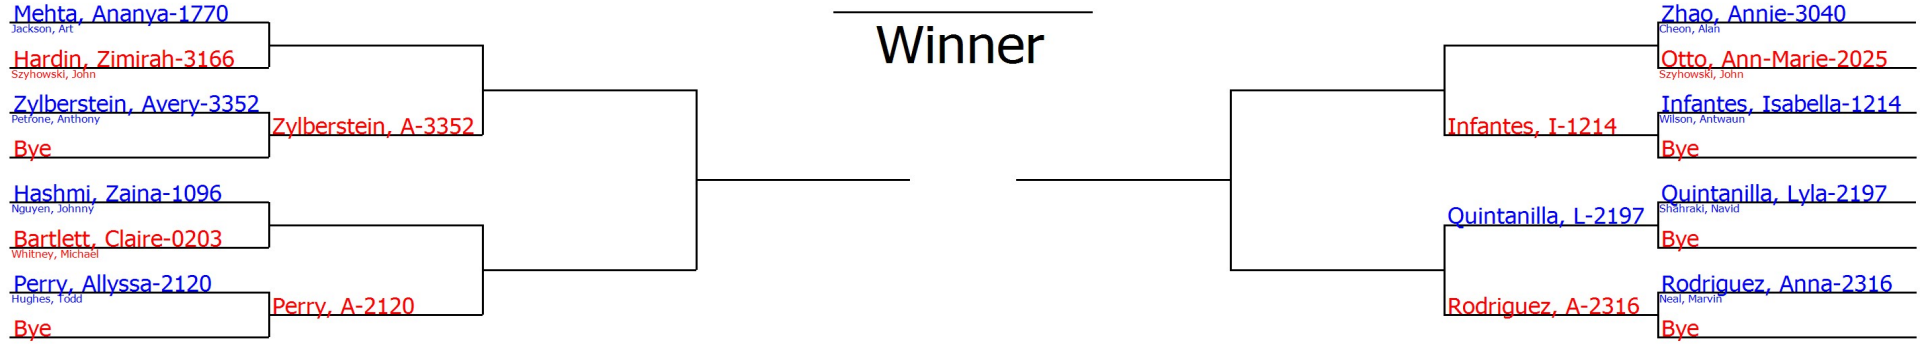 Mehta, Ananya-1770
Jackson, Art
Hardin, Zimirah-3166
Szyhowski, John
Zylberstein, Avery-3352
Petrone, Anthony
Bye
Zylberstein, A-3352
Hashmi, Zaina-1096
Nguyen, Johnny
Bartlett, Claire-0203
Whitney, Michael
Perry, Allyssa-2120
Hughes, Todd
Bye
Perry, A-2120
Winner
Zhao, Annie-3040
Cheon, Alan
Otto, Ann-Marie-2025
Szyhowski, John
Infantes, Isabella-1214
Wilson, Antwaun
Bye
Infantes, I-1214
Quintanilla, Lyla-2197
Shahraki, Navid
Bye
Quintanilla, L-2197
Rodriguez, Anna-2316
Neal, Marvin
Bye
Rodriguez, A-2316